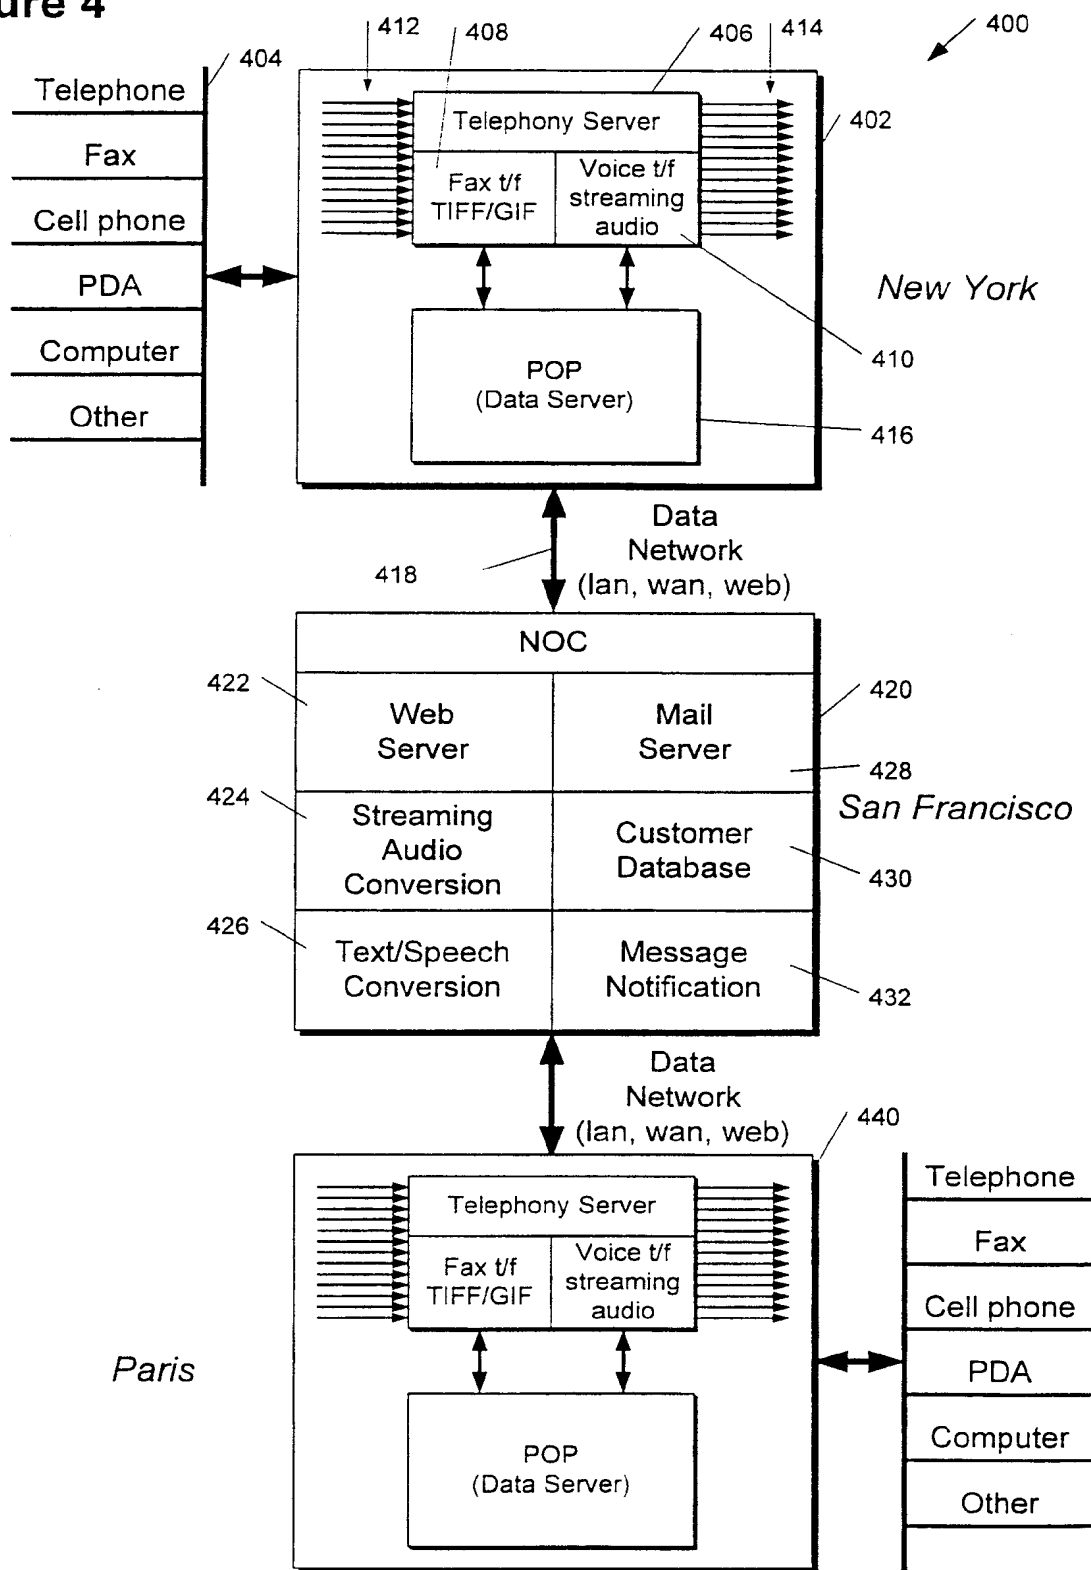 ure 4
412
408
406
414
400
404
402
Telephone
Fax
Cell phone
PDA
Computer
Other
Telephony Server
Fax t/f
TIFF/GIF
Voice t/f
streaming
audio
New York
410
POP
(Data Server)
416
418
Data
Network
(lan, wan, web)
NOC
422
Web
Server
Mail
Server
420
428
424
Streaming
Audio
Conversion
Customer
Database
San Francisco
430
426
Text/Speech
Conversion
Message
Notification
432
Data
Network
(lan, wan, web)
440
Telephony Server
Fax t/f
TIFF/GIF
Voice t/f
streaming
audio
Paris
POP
(Data Server)
Telephone
Fax
Cell phone
PDA
Computer
Other